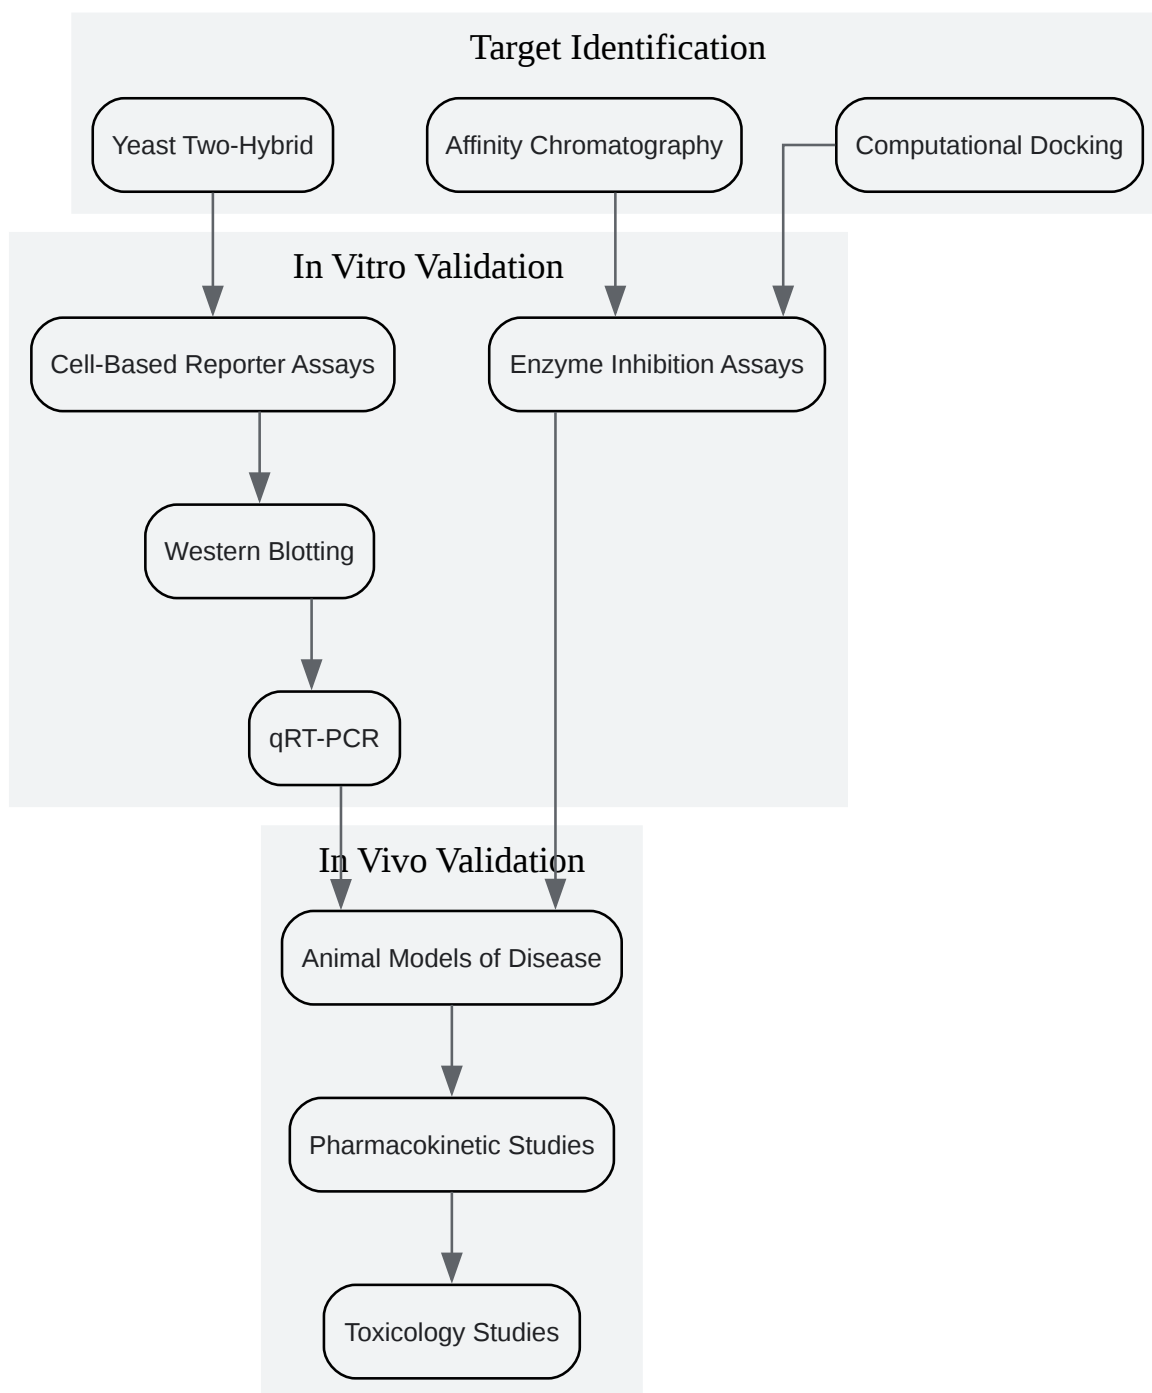 Target Identification
Yeast Two-Hybrid
Affinity Chromatography
Computational Docking
In Vitro Validation
Cell-Based Reporter Assays
Enzyme Inhibition Assays
Western Blotting
qRT-PCR
In Vivo Validation
Animal Models of Disease
Pharmacokinetic Studies
Toxicology Studies